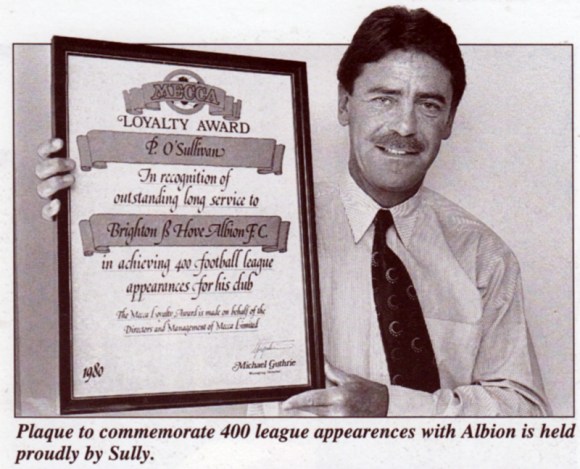 MECCA
LOYALTY AWARD
P. O'Sullivan
In recognition of
outstanding long service to
Brighton & Hove Albion F.C.
in achieving 400 football league
appearances for his club
The Mecca Loyalty Award is made on behalf of the
Directors and Management of Mecca Limited
Michael Guthrie
1980
Plaque to commemorate 400 league appearences with Albion is held
proudly by Sully.